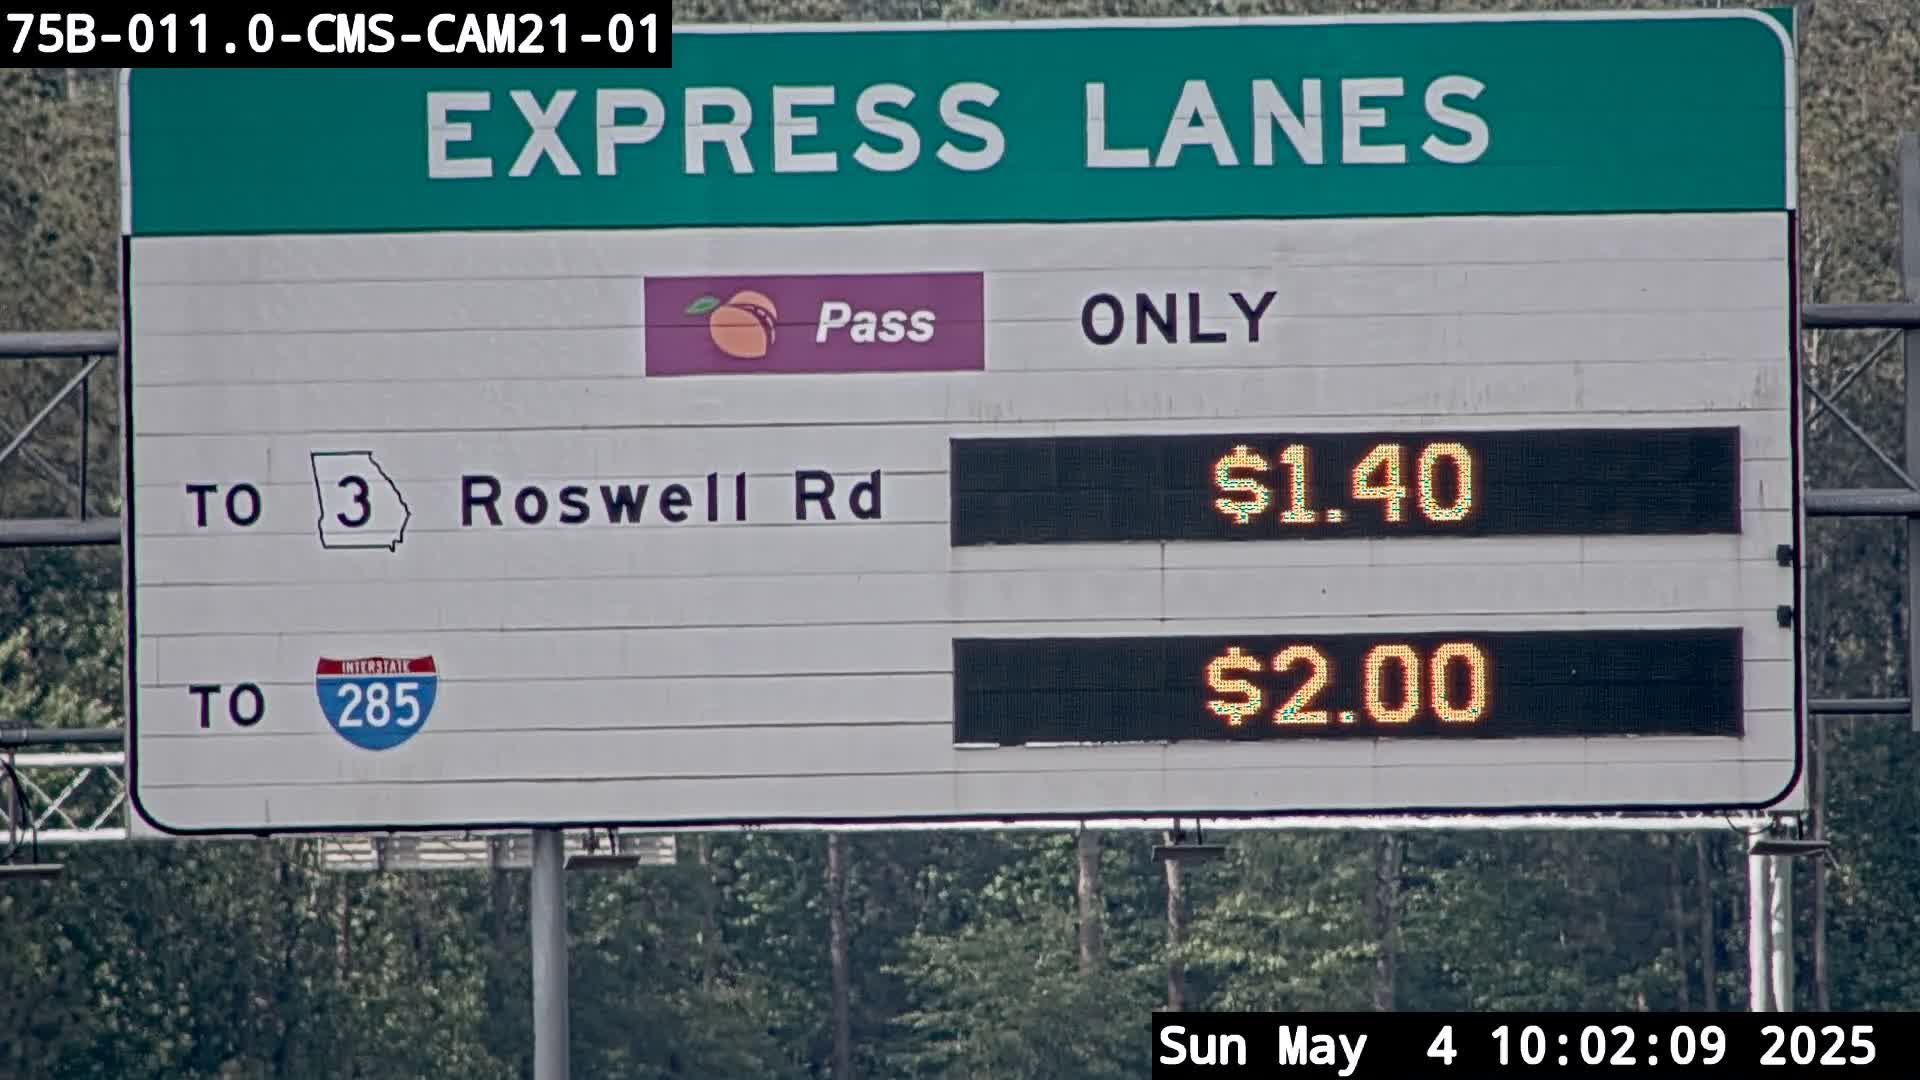 75B-011.0-CMS-CAM21-01
EXPRESS LANES
Pass ONLY
TO 3 Roswell Rd $1.40
INTERSTATE
TO 285 $2.00
Sun May 4 10:02:09 2025